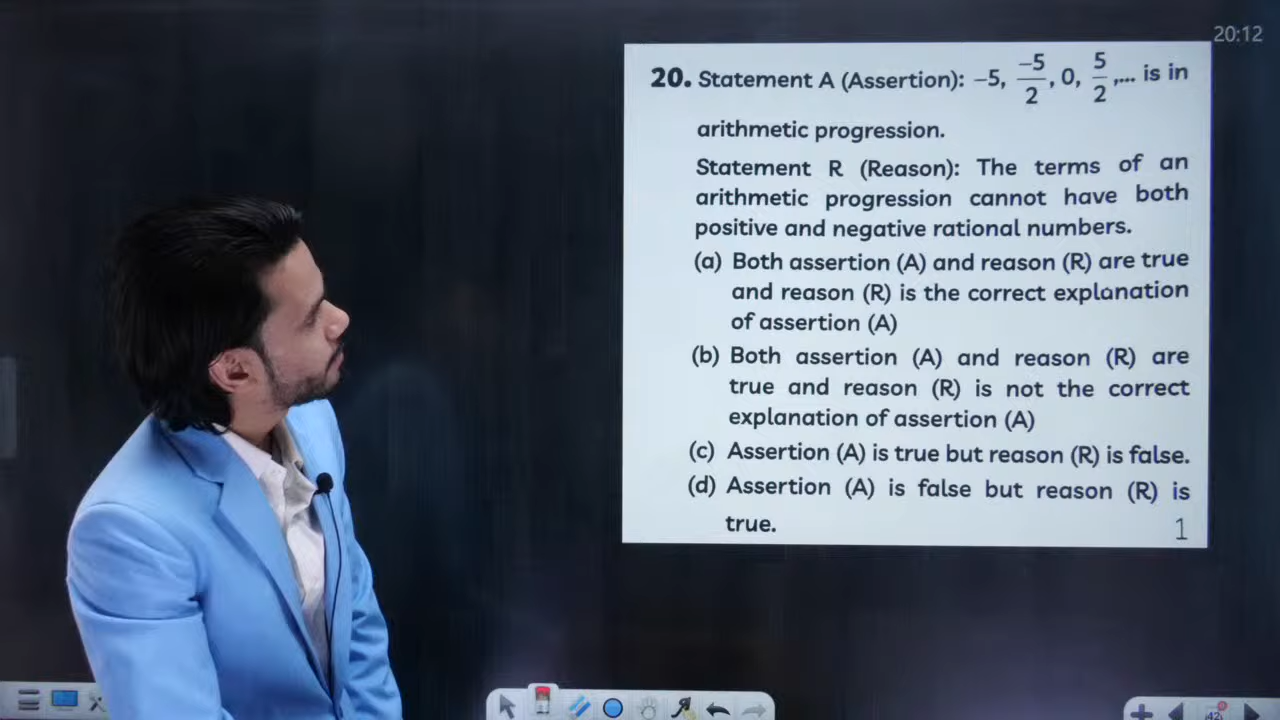 20:12
20. Statement A (Assertion): −5, −5/2, 0, 5/2 ,... is in
arithmetic progression.
Statement R (Reason): The terms of an
arithmetic progression cannot have both
positive and negative rational numbers.
(a) Both assertion (A) and reason (R) are true
and reason (R) is the correct explanation
of assertion (A)
(b) Both assertion (A) and reason (R) are
true and reason (R) is not the correct
explanation of assertion (A)
(c) Assertion (A) is true but reason (R) is false.
(d) Assertion (A) is false but reason (R) is
true.
1